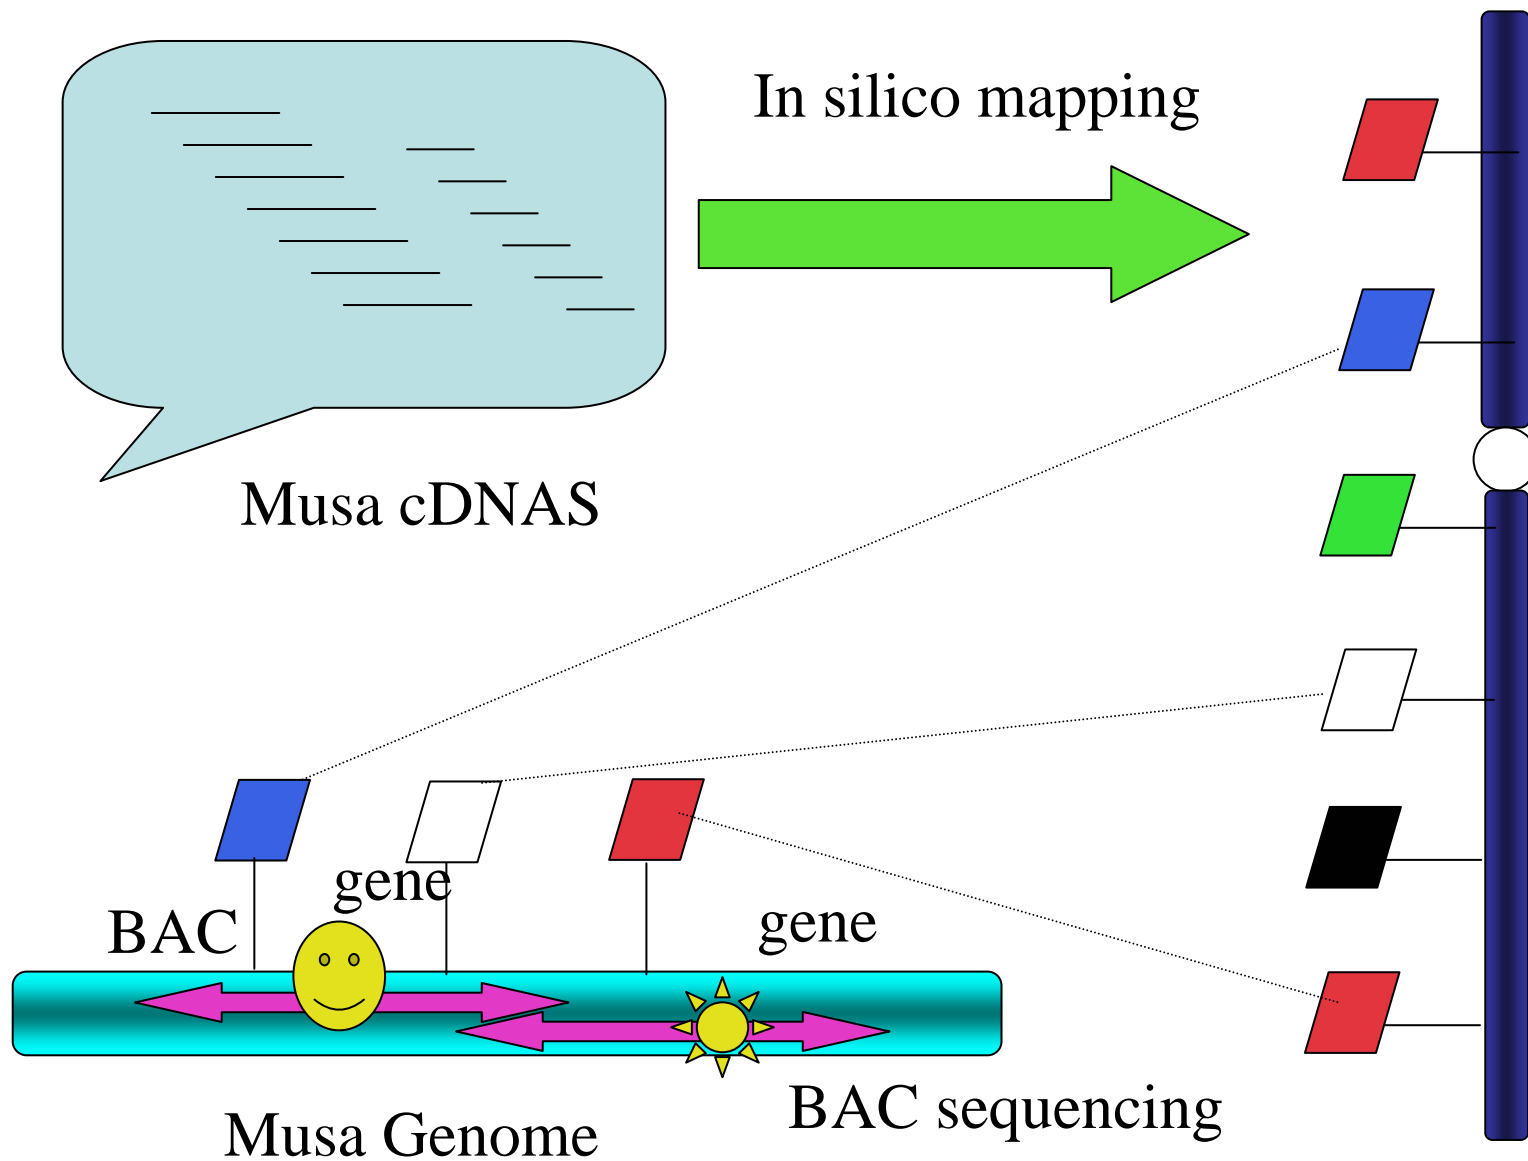 In silico mapping
Musa cDNAS
gene
BAC
gene
BAC sequencing
Musa Genome